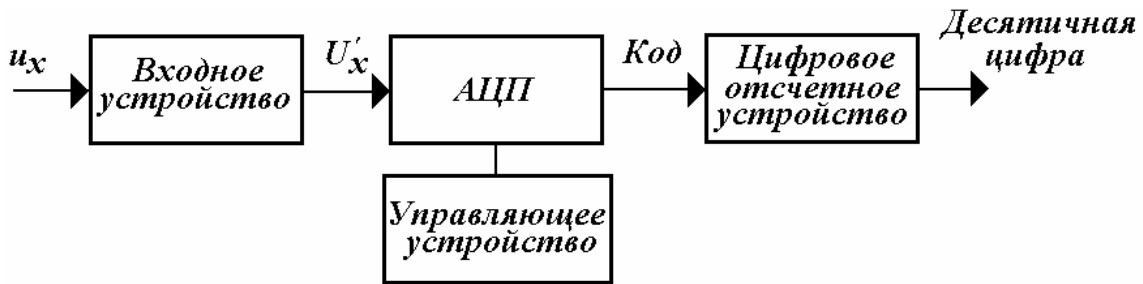 u_x
Входное
устройство
U'_x
АЦП
Код
Цифровое
отсчетное
устройство
Десятичная
цифра
Управляющее
устройство